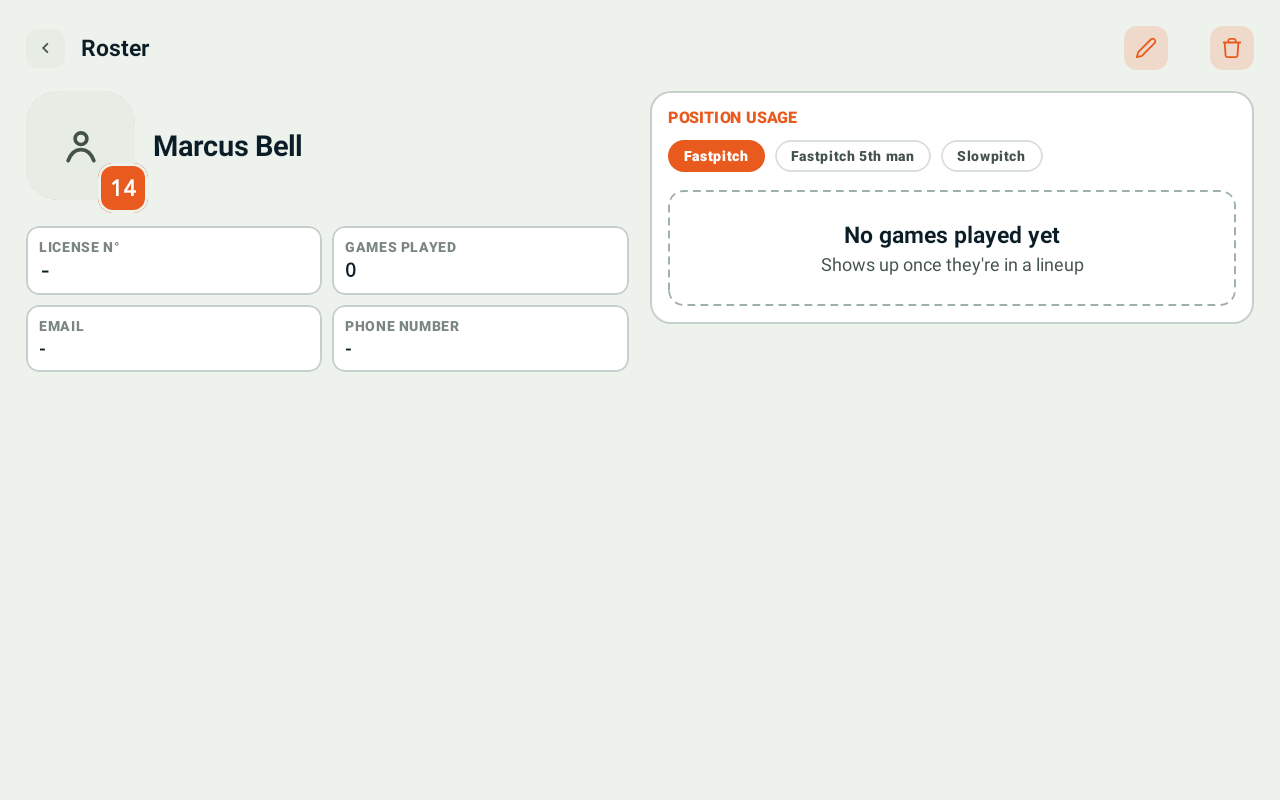 Roster
Marcus Bell
14
LICENSE N°
-
GAMES PLAYED
0
EMAIL
-
PHONE NUMBER
-
POSITION USAGE
Fastpitch
Fastpitch 5th man
Slowpitch
No games played yet
Shows up once they're in a lineup